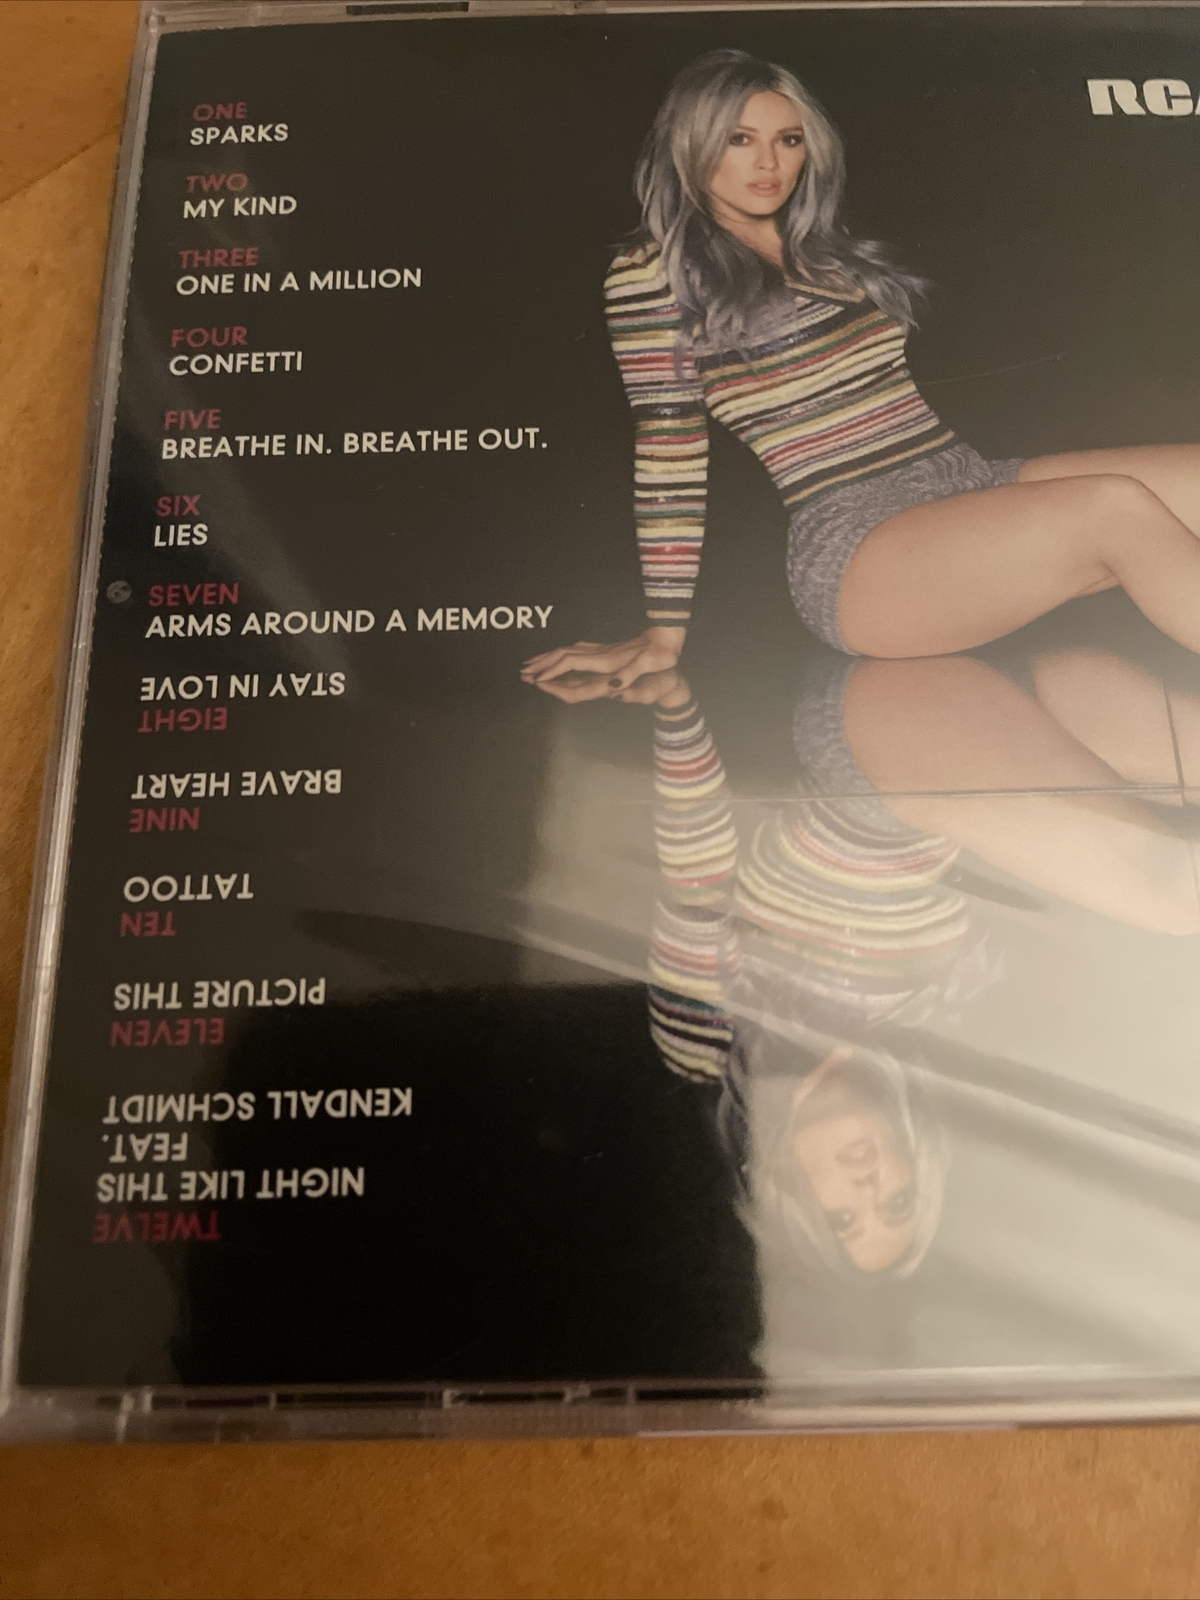 RCA
ONE
SPARKS
TWO
MY KIND
THREE
ONE IN A MILLION
FOUR
CONFETTI
FIVE
BREATHE IN. BREATHE OUT.
SIX
LIES
SEVEN
ARMS AROUND A MEMORY
STAY IN LOVE
EIGHT
BRAVE HEART
NINE
TATTOO
TEN
PICTURE THIS
ELEVEN
KENDALL SCHMIDT
FEAT.
NIGHT LIKE THIS
TWELVE